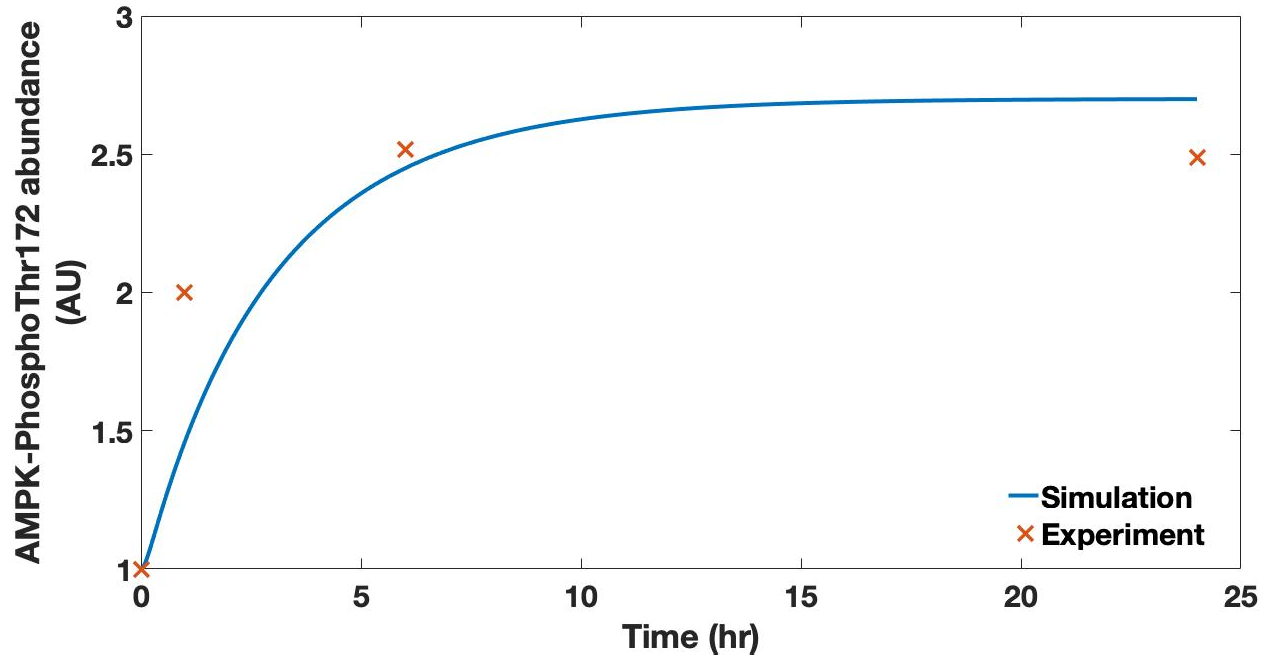 AMPK-PhosphoThr172 abundance
(AU)
3
2.5
2
1.5
1
0 5 10 15 20 25
Time (hr)
Simulation
Experiment